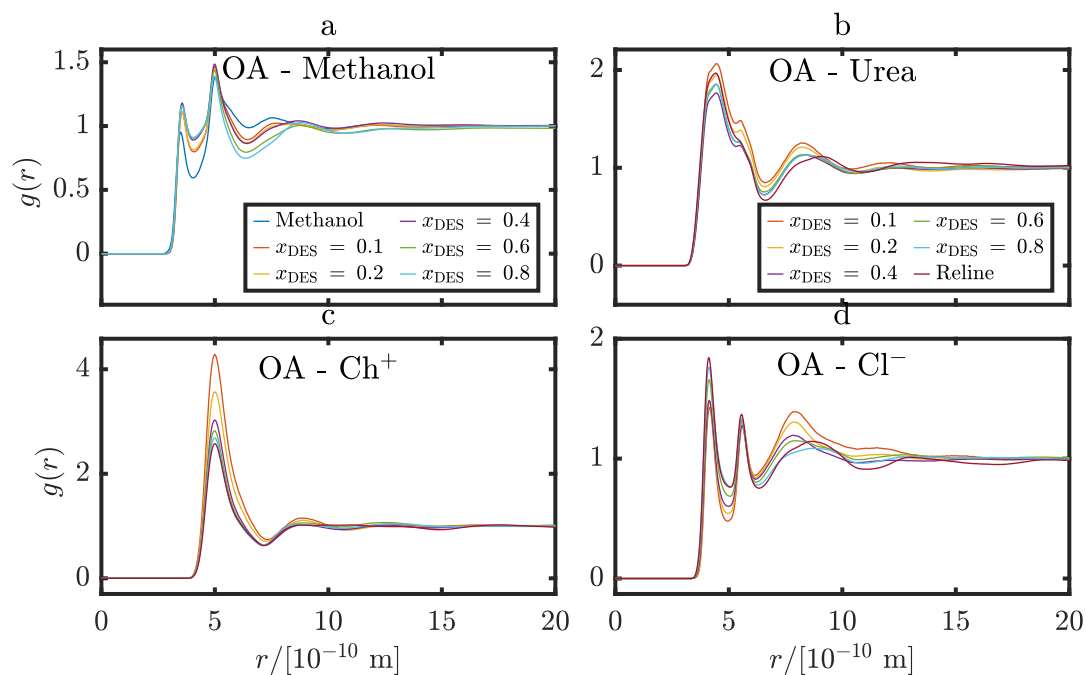 a
OA - Methanol
1.5
1
0.5
0
g(r)
Methanol
x_DES = 0.1
x_DES = 0.2
x_DES = 0.4
x_DES = 0.6
x_DES = 0.8
b
OA - Urea
2
1
0
x_DES = 0.1
x_DES = 0.2
x_DES = 0.4
x_DES = 0.6
x_DES = 0.8
Reline
c
OA - Ch⁺
4
2
0
g(r)
0 5 10 15 20
r/[10⁻¹⁰ m]
d
OA - Cl⁻
2
1
0
0 5 10 15 20
r/[10⁻¹⁰ m]